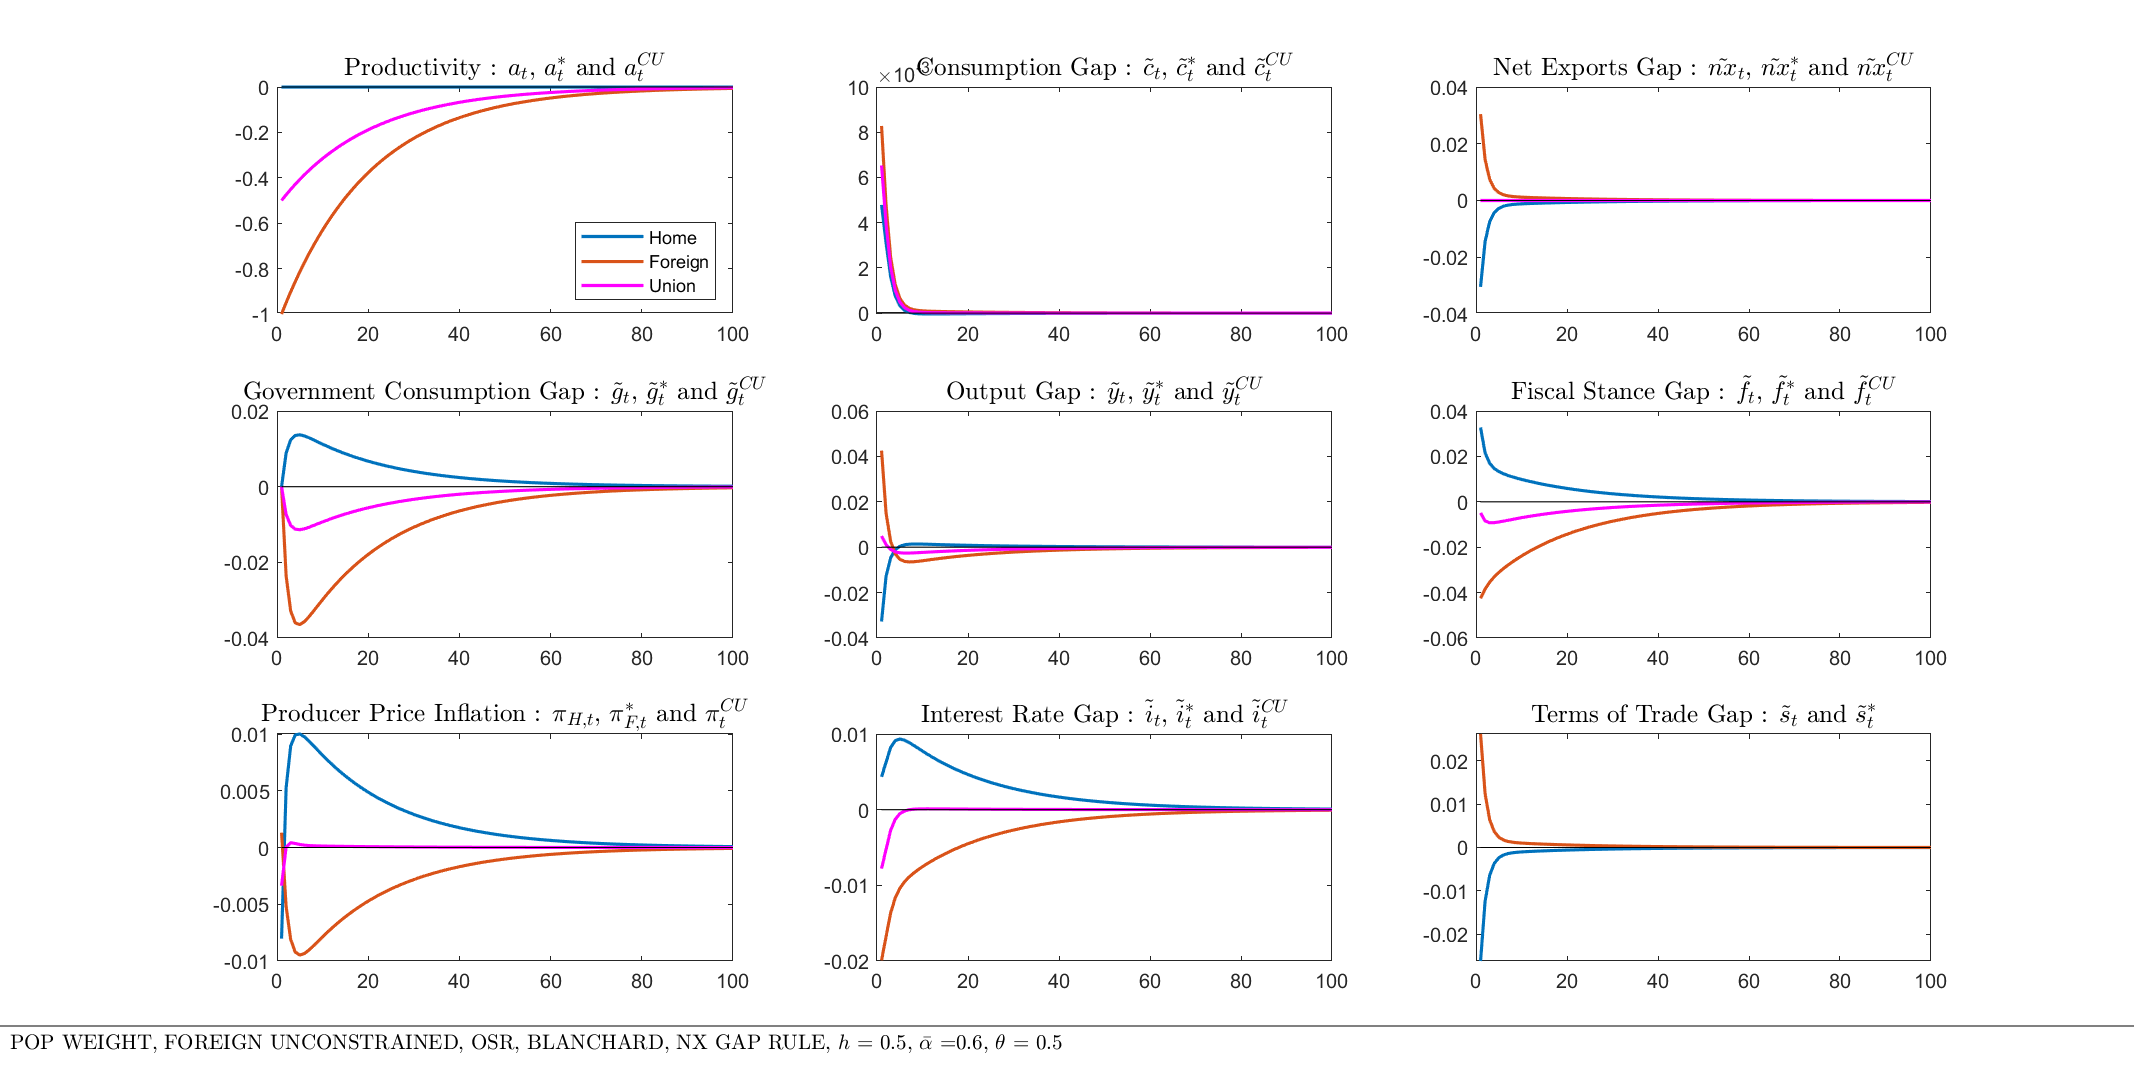 Productivity : a_t, a_t^* and a_t^{CU}
0
-0.2
-0.4
-0.6
-0.8
-1
0 20 40 60 80 100
Home
Foreign
Union
Consumption Gap : c̃_t, c̃_t^* and c̃_t^{CU}
10
8
6
4
2
0
0 20 40 60 80 100
Net Exports Gap : ñx_t, ñx_t^* and ñx_t^{CU}
0.04
0.02
0
-0.02
-0.04
0 20 40 60 80 100
Government Consumption Gap : g̃_t, g̃_t^* and g̃_t^{CU}
0.02
0
-0.02
-0.04
0 20 40 60 80 100
Output Gap : ỹ_t, ỹ_t^* and ỹ_t^{CU}
0.06
0.04
0.02
0
-0.02
-0.04
0 20 40 60 80 100
Fiscal Stance Gap : f̃_t, f̃_t^* and f̃_t^{CU}
0.04
0.02
0
-0.02
-0.04
-0.06
0 20 40 60 80 100
Producer Price Inflation : π_{H,t}, π_{F,t}^* and π_t^{CU}
0.01
0.005
0
-0.005
-0.01
0 20 40 60 80 100
Interest Rate Gap : ĩ_t, ĩ_t^* and ĩ_t^{CU}
0.01
0
-0.01
-0.02
0 20 40 60 80 100
Terms of Trade Gap : s̃_t and s̃_t^*
0.02
0.01
0
-0.01
-0.02
0 20 40 60 80 100
POP WEIGHT, FOREIGN UNCONSTRAINED, OSR, BLANCHARD, NX GAP RULE, h = 0.5, ᾱ =0.6, θ = 0.5